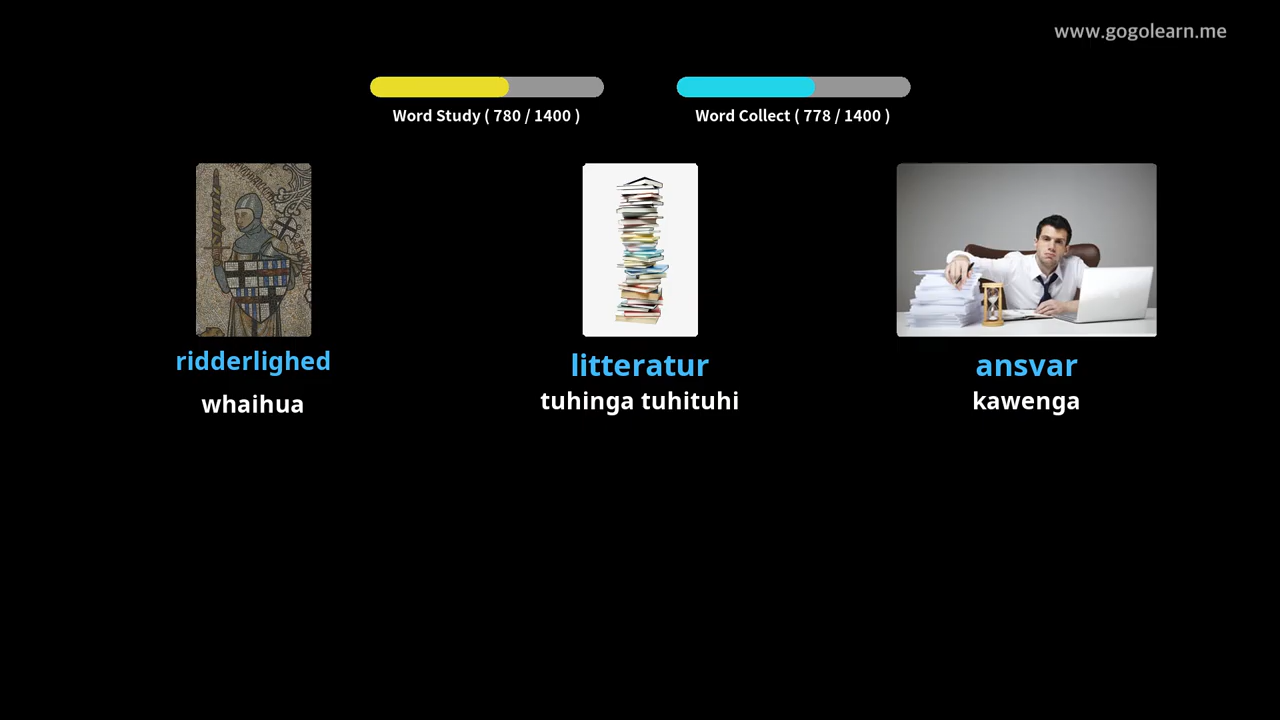 www.gogolearn.me
Word Study ( 780 / 1400 )
Word Collect ( 778 / 1400 )
ridderlighed
litteratur
ansvar
whaihua
tuhinga tuhituhi
kawenga